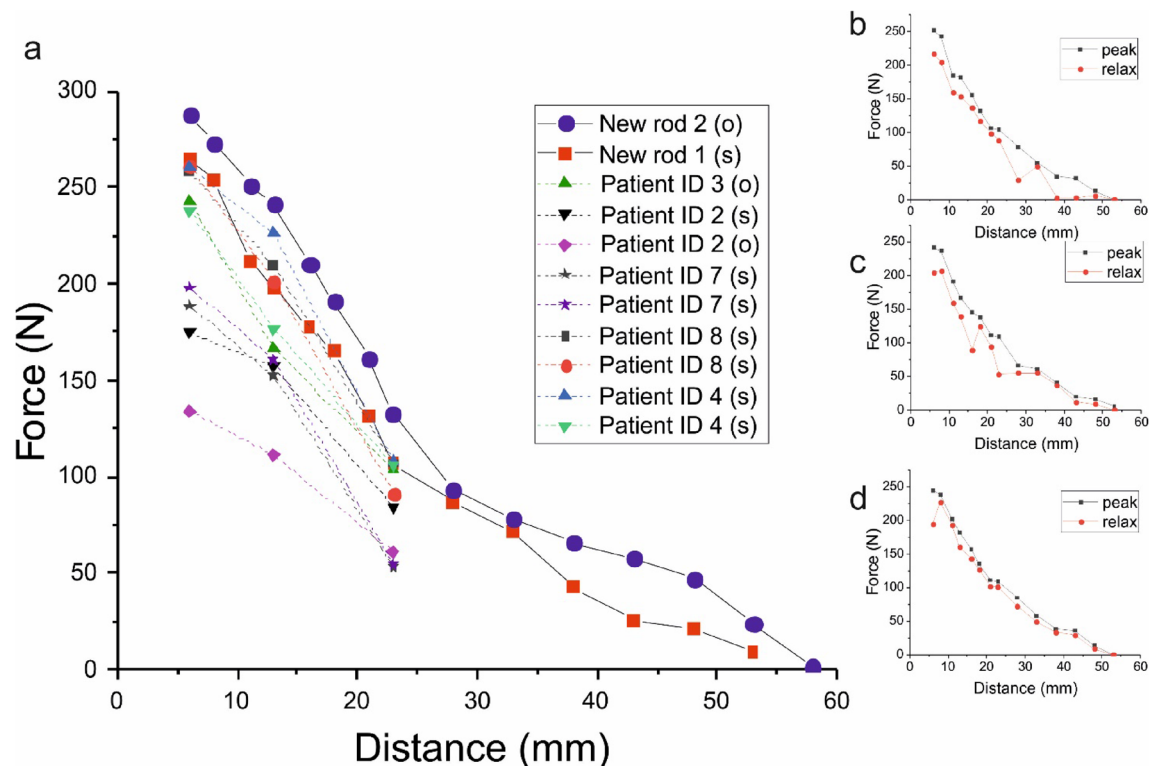 a
300
250
200
150
100
50
0
0 10 20 30 40 50 60
Force (N)
Distance (mm)
New rod 2 (o)
New rod 1 (s)
Patient ID 3 (o)
Patient ID 2 (s)
Patient ID 2 (o)
Patient ID 7 (s)
Patient ID 7 (s)
Patient ID 8 (s)
Patient ID 8 (s)
Patient ID 4 (s)
Patient ID 4 (s)
b
250
200
150
100
50
0
0 10 20 30 40 50 60
Force (N)
Distance (mm)
peak
relax
c
250
200
150
100
50
0
0 10 20 30 40 50 60
Force (N)
Distance (mm)
peak
relax
d
250
200
150
100
50
0
0 10 20 30 40 50 60
Force (N)
Distance (mm)
peak
relax